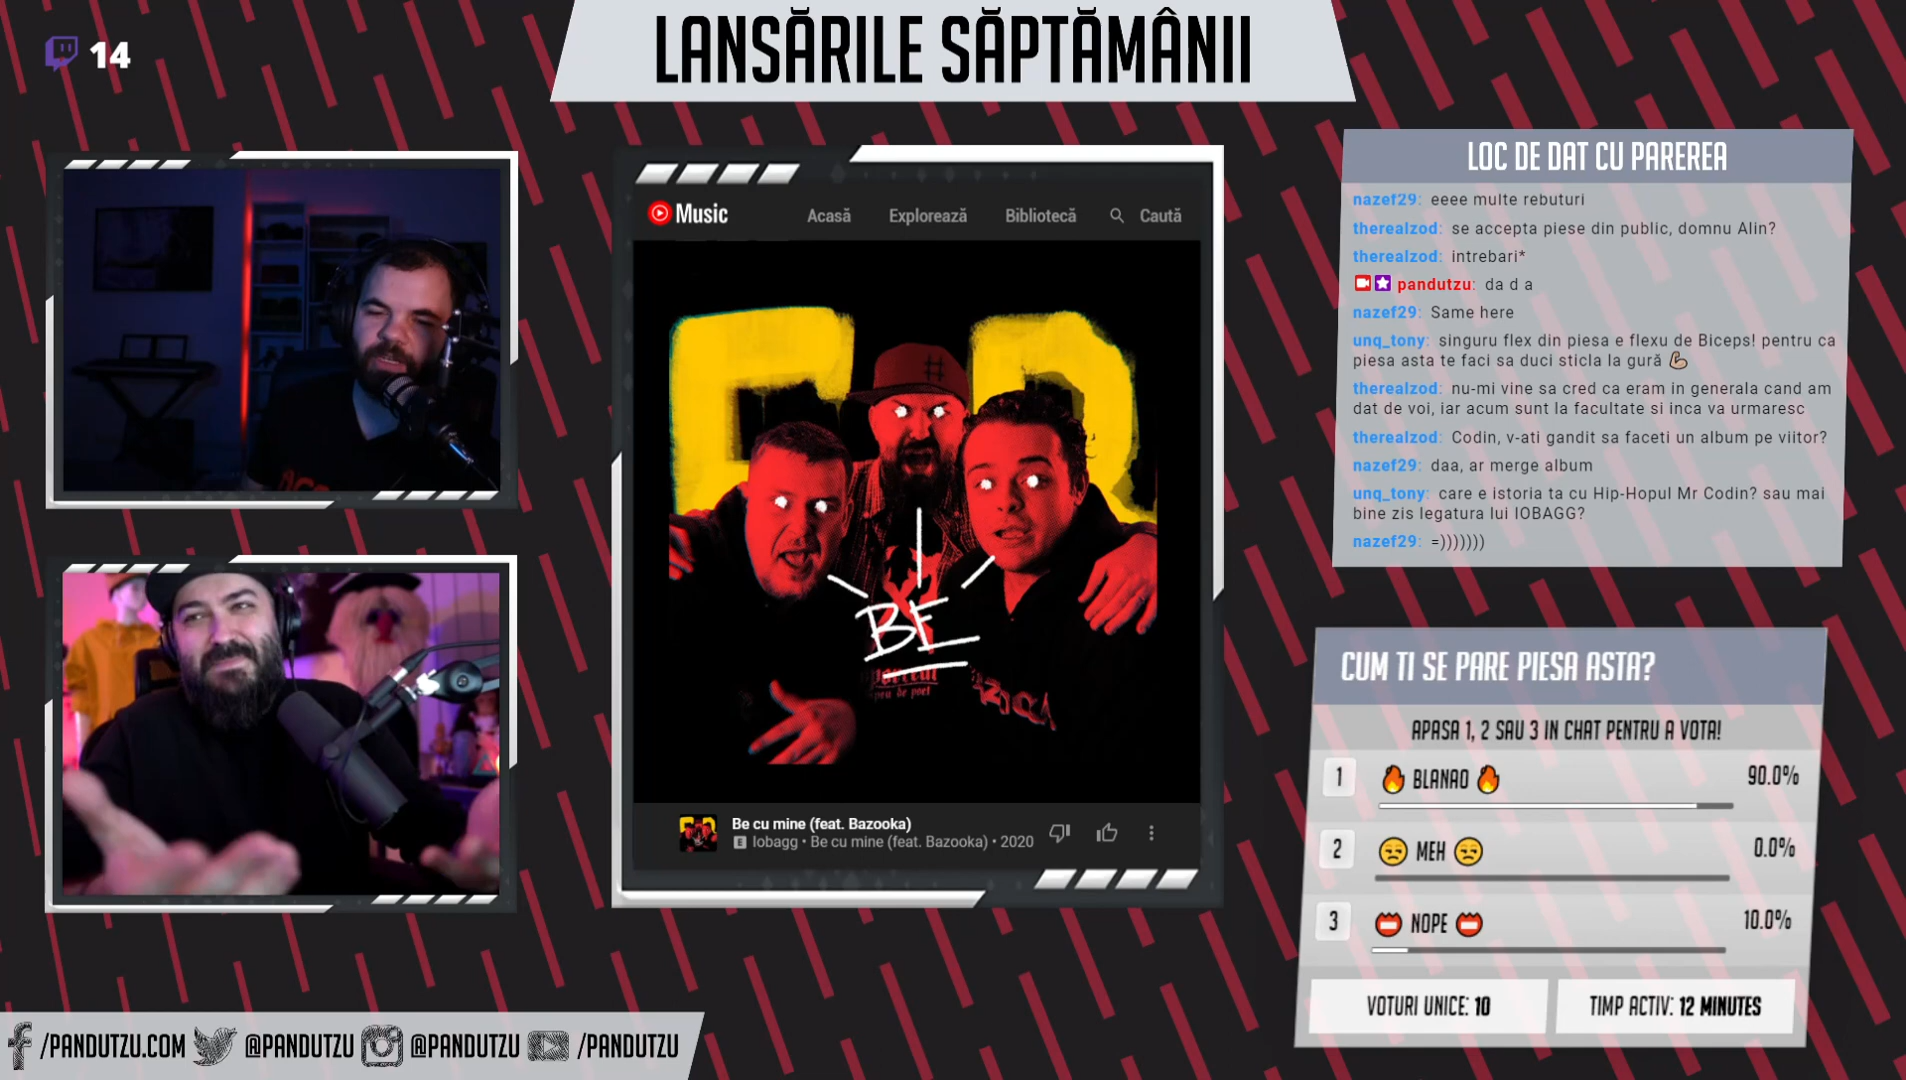 14
LANSĂRILE SĂPTĂMÂNII
Music
Acasă
Explorează
Bibliotecă
Caută
#
BE
Be cu mine (feat. Bazooka)
E Iobagg • Be cu mine (feat. Bazooka) • 2020
LOC DE DAT CU PAREREA
nazef29: eeee multe rebuturi
therealzod: se accepta piese din public, domnu Alin?
therealzod: intrebari*
pandutzu: da d a
nazef29: Same here
unq_tony: singuru flex din piesa e flexu de Biceps! pentru ca
piesa asta te faci sa duci sticla la gură 💪🏼
therealzod: nu-mi vine sa cred ca eram in generala cand am
dat de voi, iar acum sunt la facultate si inca va urmaresc
therealzod: Codin, v-ati gandit sa faceti un album pe viitor?
nazef29: daa, ar merge album
unq_tony: care e istoria ta cu Hip-Hopul Mr Codin? sau mai
bine zis legatura lui IOBAGG?
nazef29: =)))))))
CUM TI SE PARE PIESA ASTA?
APASA 1, 2 SAU 3 IN CHAT PENTRU A VOTA!
1 🔥 BLANAO 🔥 90.0%
2 😒 MEH 😒 0.0%
3 NOPE 10.0%
VOTURI UNICE: 10
TIMP ACTIV: 12 MINUTES
/PANDUTZU.COM @PANDUTZU @PANDUTZU /PANDUTZU